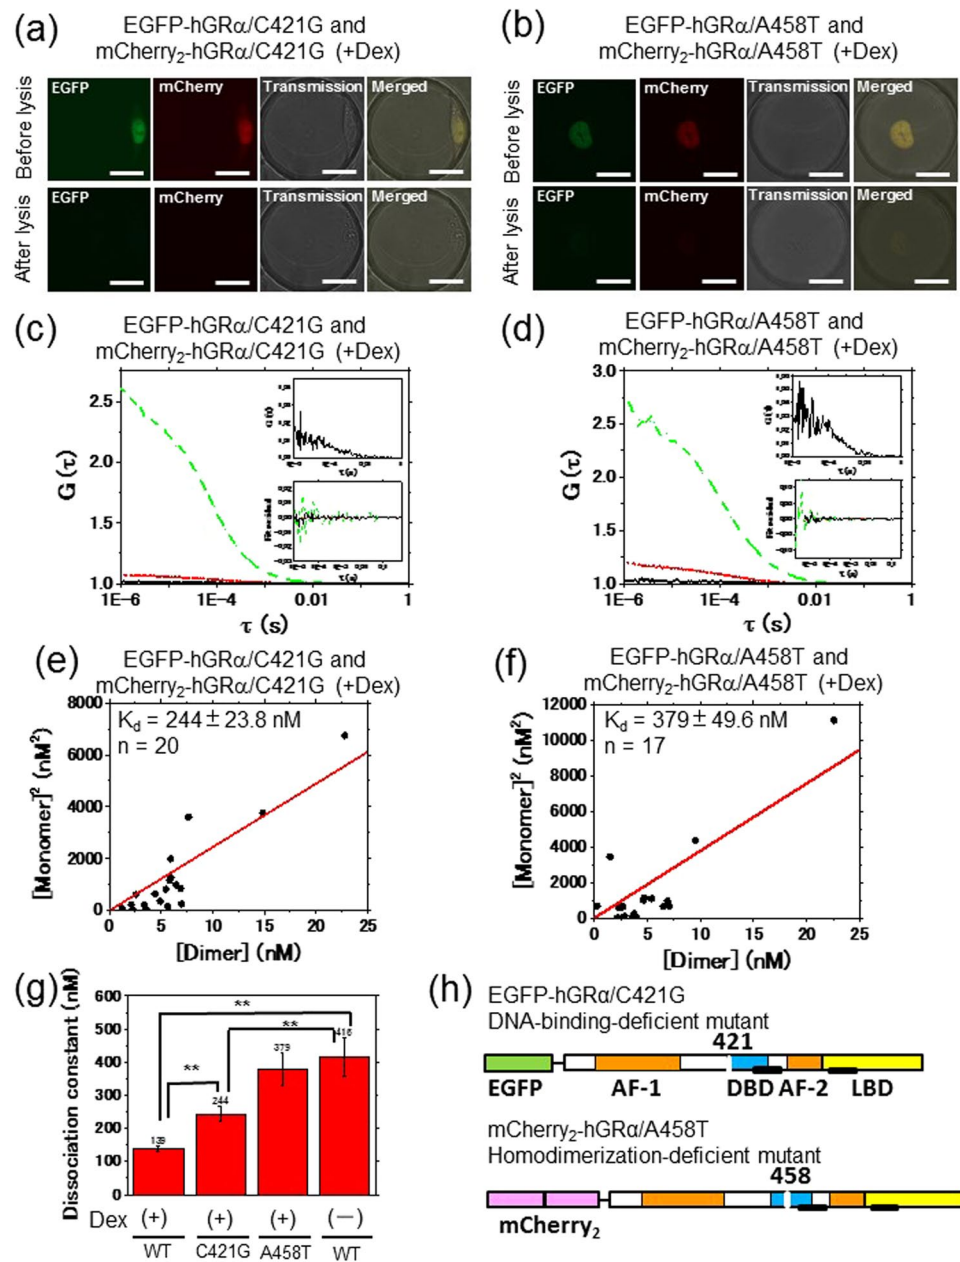 (a)
EGFP-hGRα/C421G and
mCherry₂-hGRα/C421G (+Dex)
Before lysis
EGFP
mCherry
Transmission
Merged
After lysis
EGFP
mCherry
Transmission
Merged
(b)
EGFP-hGRα/A458T and
mCherry₂-hGRα/A458T (+Dex)
Before lysis
EGFP
mCherry
Transmission
Merged
After lysis
EGFP
mCherry
Transmission
Merged
(c)
EGFP-hGRα/C421G and
mCherry₂-hGRα/C421G (+Dex)
G(τ)
2.5
2.0
1.5
1.0
1E-6
1E-4
0.01
1
τ (s)
G(τ)
τ(s)
Fit residual
τ(s)
(d)
EGFP-hGRα/A458T and
mCherry₂-hGRα/A458T (+Dex)
G(τ)
3.0
2.5
2.0
1.5
1.0
1E-6
1E-4
0.01
1
τ (s)
G(τ)
τ(s)
Fit residual
τ(s)
(e)
EGFP-hGRα/C421G and
mCherry₂-hGRα/C421G (+Dex)
[Monomer]² (nM²)
8000
6000
4000
2000
0
K_d = 244 ± 23.8 nM
n = 20
0
5
10
15
20
25
[Dimer] (nM)
(f)
EGFP-hGRα/A458T and
mCherry₂-hGRα/A458T (+Dex)
[Monomer]² (nM²)
12000
10000
8000
6000
4000
2000
0
K_d = 379 ± 49.6 nM
n = 17
0
5
10
15
20
25
[Dimer] (nM)
(g)
Dissociation constant (nM)
600
500
400
300
200
100
0
**
**
**
139
244
379
416
Dex (+) (+) (+) (−)
WT C421G A458T WT
(h)
EGFP-hGRα/C421G
DNA-binding-deficient mutant
421
EGFP AF-1 DBD AF-2 LBD
mCherry₂-hGRα/A458T
Homodimerization-deficient mutant
458
mCherry₂